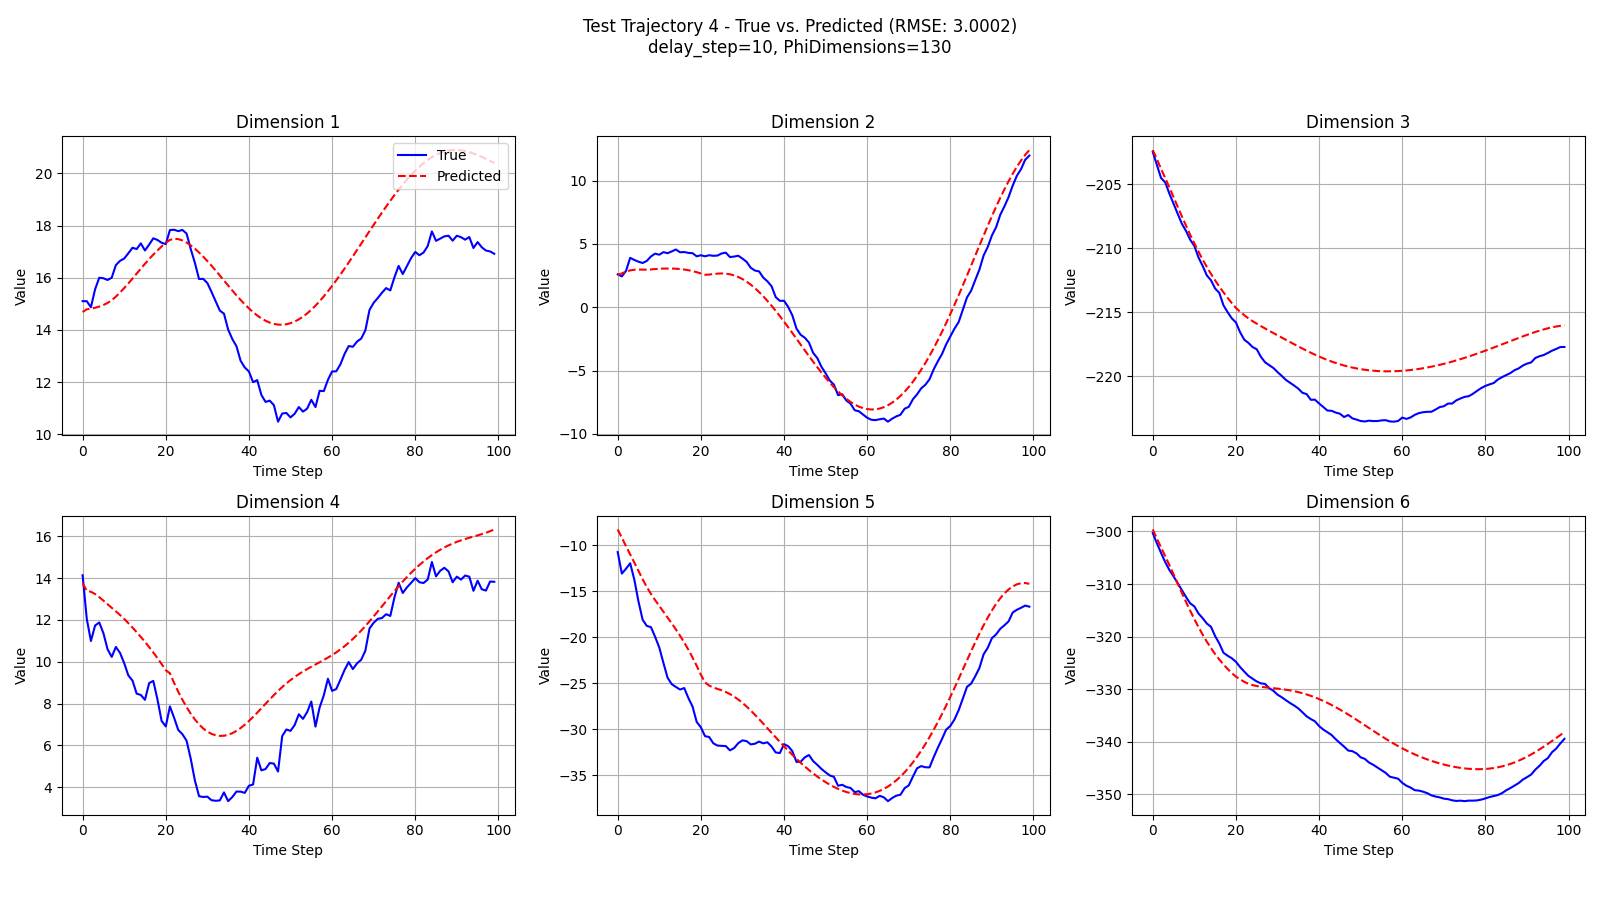 Test Trajectory 4 - True vs. Predicted (RMSE: 3.0002)
delay_step=10, PhiDimensions=130
Dimension 1
Value
20
18
16
14
12
10
0 20 40 60 80 100
Time Step
True
Predicted
Dimension 2
Value
10
5
0
−5
−10
0 20 40 60 80 100
Time Step
Dimension 3
Value
−205
−210
−215
−220
0 20 40 60 80 100
Time Step
Dimension 4
Value
16
14
12
10
8
6
4
0 20 40 60 80 100
Time Step
Dimension 5
Value
−10
−15
−20
−25
−30
−35
0 20 40 60 80 100
Time Step
Dimension 6
Value
−300
−310
−320
−330
−340
−350
0 20 40 60 80 100
Time Step